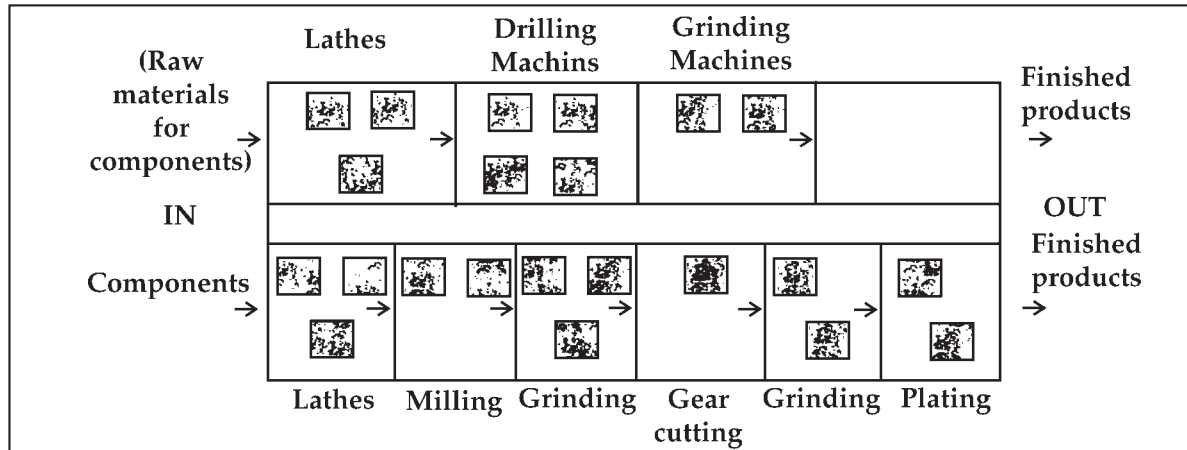 Lathes
Drilling
Machins
Grinding
Machines
(Raw
materials
for
components)
Finished
products
IN
OUT
Finished
products
Components
Lathes
Milling
Grinding
Gear
cutting
Grinding
Plating